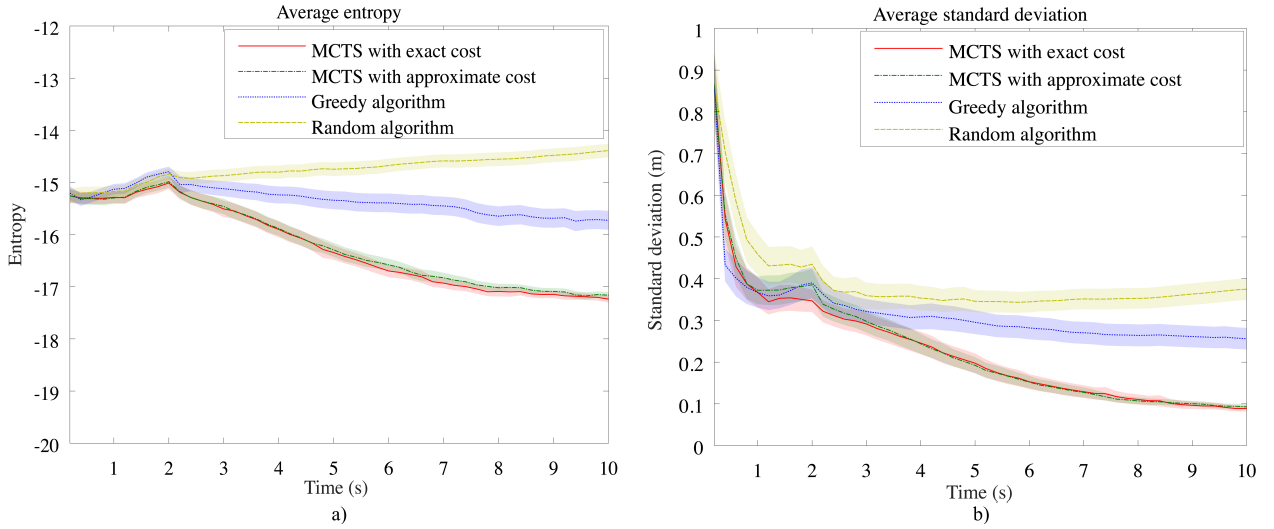 Average entropy
-12
-13
-14
-15
-16
-17
-18
-19
-20
Entropy
MCTS with exact cost
MCTS with approximate cost
Greedy algorithm
Random algorithm
1 2 3 4 5 6 7 8 9 10
Time (s)
a)
Average standard deviation
1
0.9
0.8
0.7
0.6
0.5
0.4
0.3
0.2
0.1
0
Standard deviation (m)
MCTS with exact cost
MCTS with approximate cost
Greedy algorithm
Random algorithm
1 2 3 4 5 6 7 8 9 10
Time (s)
b)